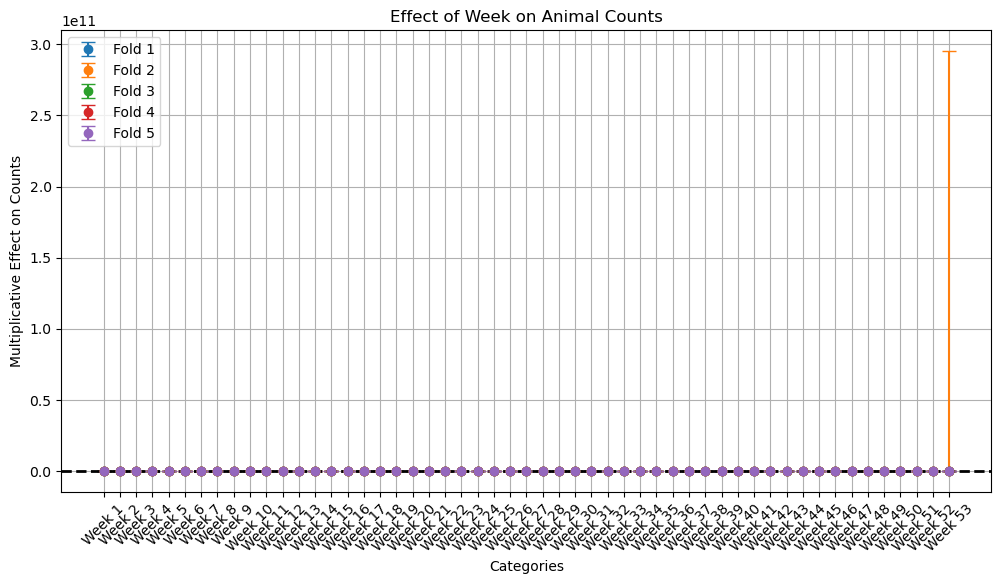 Effect of Week on Animal Counts
1e11
3.0
2.5
2.0
1.5
1.0
0.5
0.0
Multiplicative Effect on Counts
Fold 1
Fold 2
Fold 3
Fold 4
Fold 5
Week 1
Week 2
Week 3
Week 4
Week 5
Week 6
Week 7
Week 8
Week 9
Week 10
Week 11
Week 12
Week 13
Week 14
Week 15
Week 16
Week 17
Week 18
Week 19
Week 20
Week 21
Week 22
Week 23
Week 24
Week 25
Week 26
Week 27
Week 28
Week 29
Week 30
Week 31
Week 32
Week 33
Week 34
Week 35
Week 36
Week 37
Week 38
Week 39
Week 40
Week 41
Week 42
Week 43
Week 44
Week 45
Week 46
Week 47
Week 48
Week 49
Week 50
Week 51
Week 52
Week 53
Categories